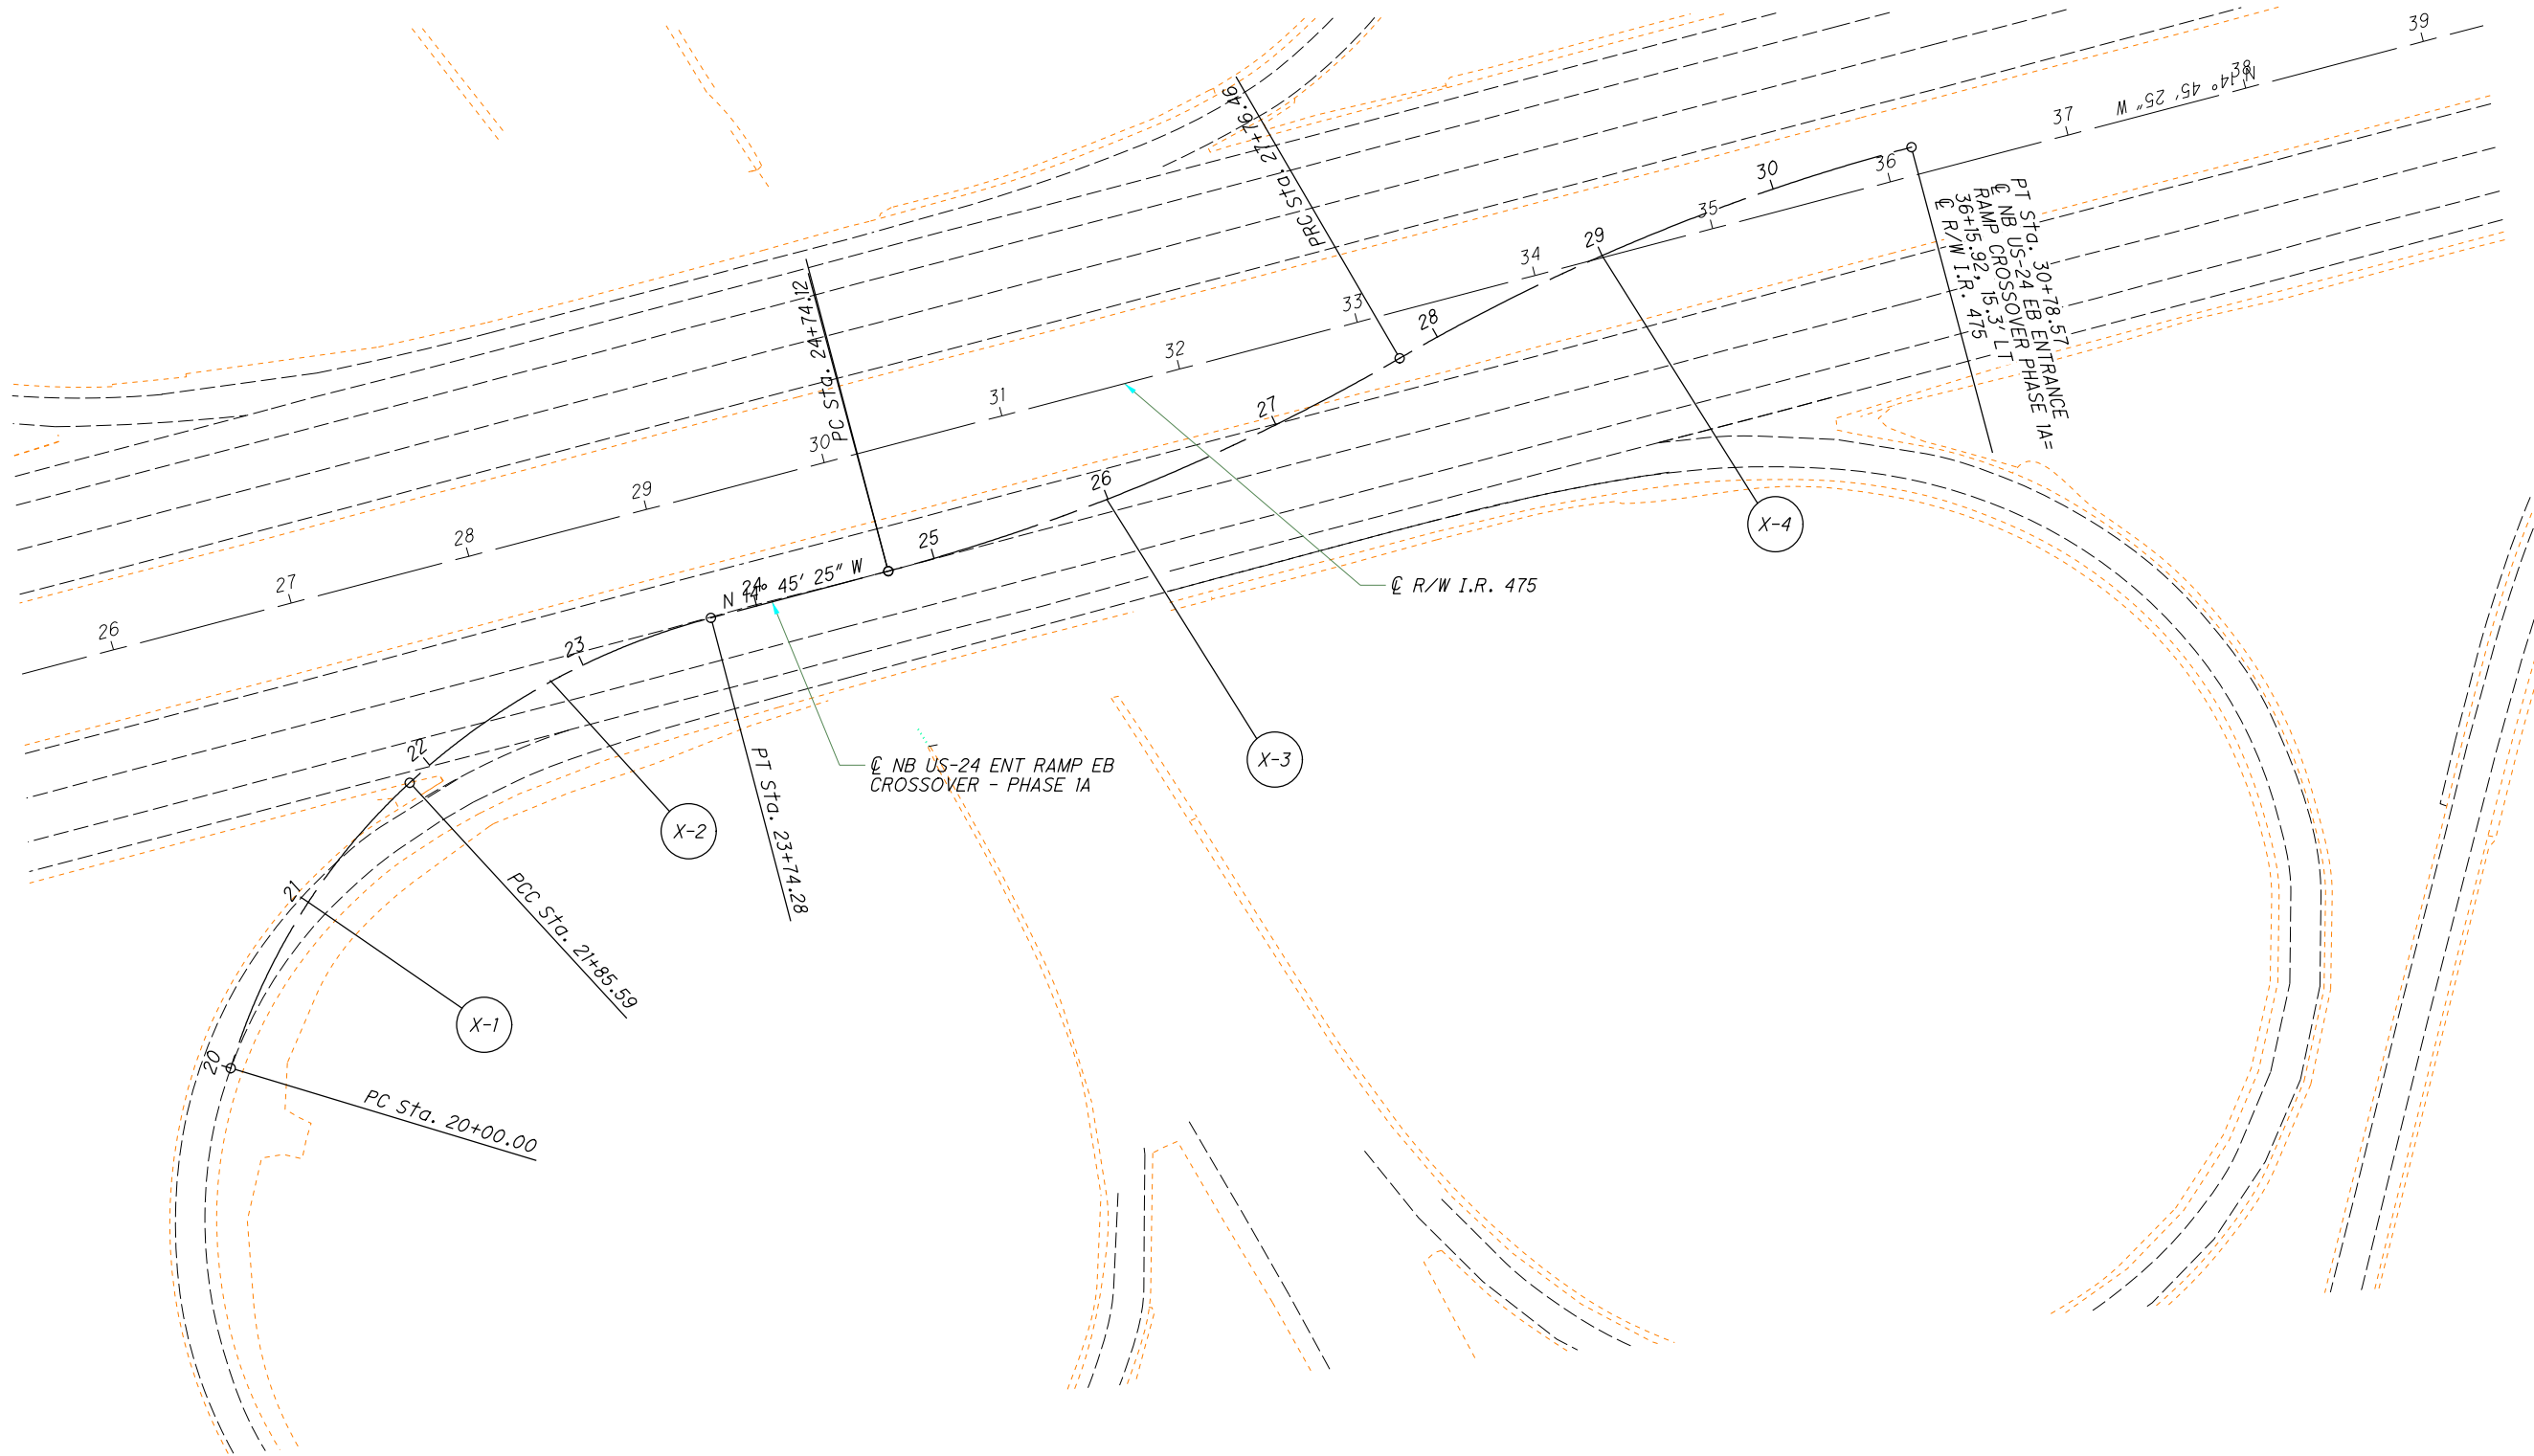 39
38
N 14° 45' 25" W
37
36
35
34
33
32
31
30
29
28
27
26
PRC Sta. 27+76.46
PC Sta. 24+74.12
30
29
28
27
26
25
24
N 14° 45' 25" W
23
22
21
20
PT Sta. 30+78.57
℄ NB US-24 EB ENTRANCE
RAMP CROSSOVER PHASE 1A=
36+15.92, 15.3' LT
℄ R/W I.R. 475
X-4
℄ R/W I.R. 475
X-3
℄ NB US-24 ENT RAMP EB
CROSSOVER - PHASE 1A
PT Sta. 23+74.28
X-2
PCC Sta. 21+85.59
X-1
PC Sta. 20+00.00